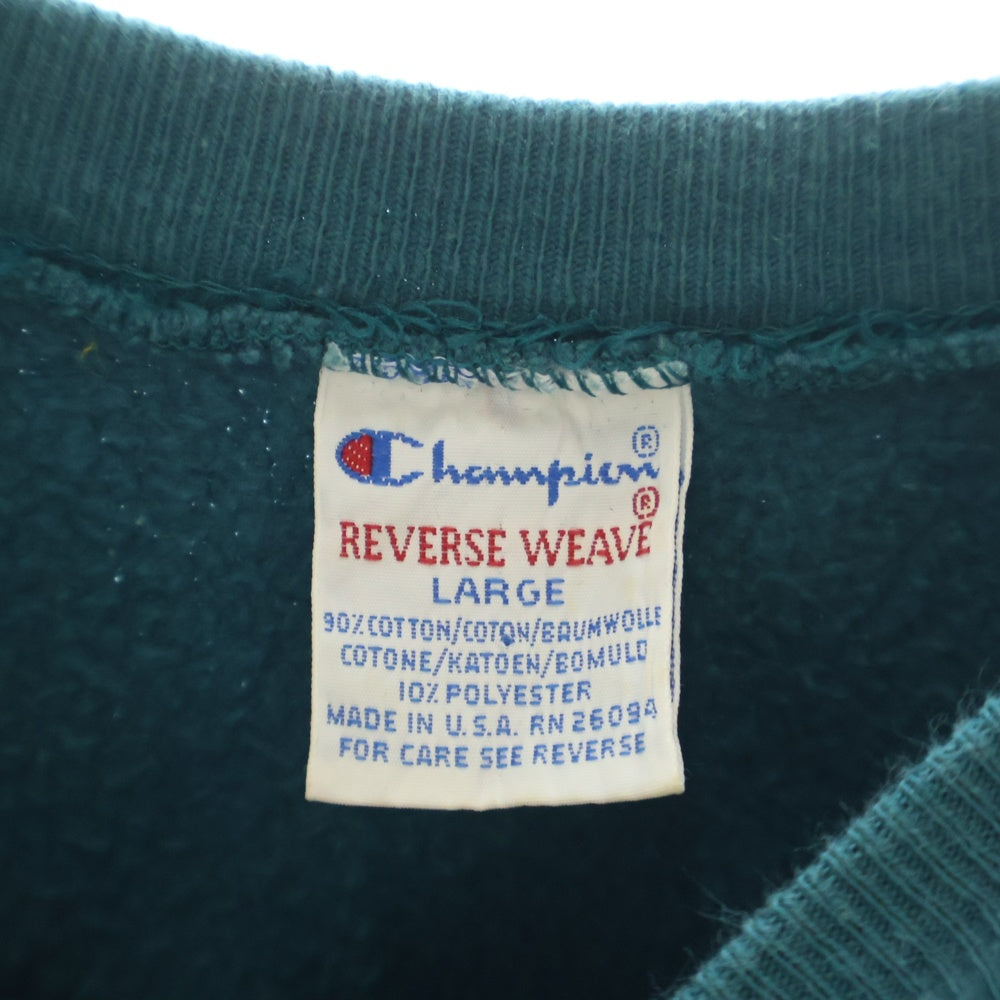 Champion®
®
REVERSE WEAVE
LARGE
90% COTTON/COTON/BAUMWOLLE
COTONE/KATOEN/BOMULD
10% POLYESTER
MADE IN U.S.A. RN 26094
FOR CARE SEE REVERSE